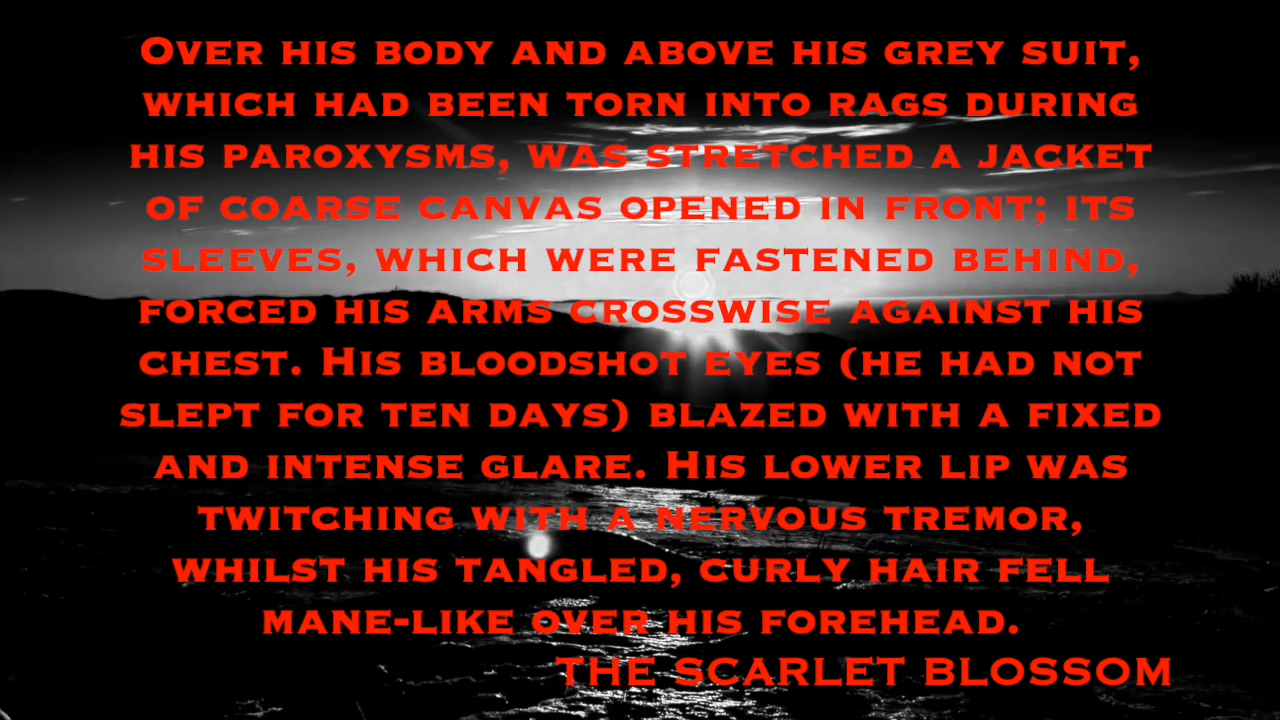 Over his body and above his grey suit,
which had been torn into rags during
his paroxysms, was stretched a jacket
of coarse canvas opened in front; its
sleeves, which were fastened behind,
forced his arms crosswise against his
chest. His bloodshot eyes (he had not
slept for ten days) blazed with a fixed
and intense glare. His lower lip was
twitching with a nervous tremor,
whilst his tangled, curly hair fell
mane-like over his forehead.
THE SCARLET BLOSSOM